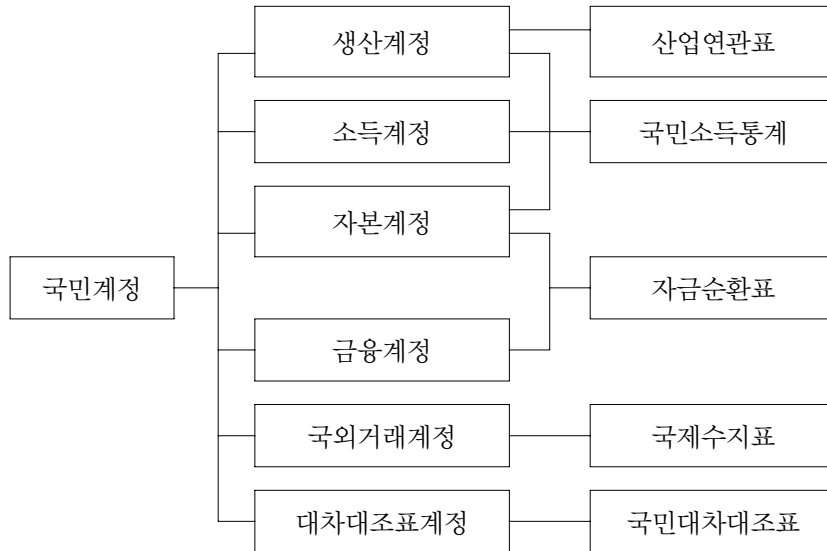 생산계정
산업연관표
소득계정
국민소득통계
자본계정
국민계정
자금순환표
금융계정
국외거래계정
국제수지표
대차대조표계정
국민대차대조표